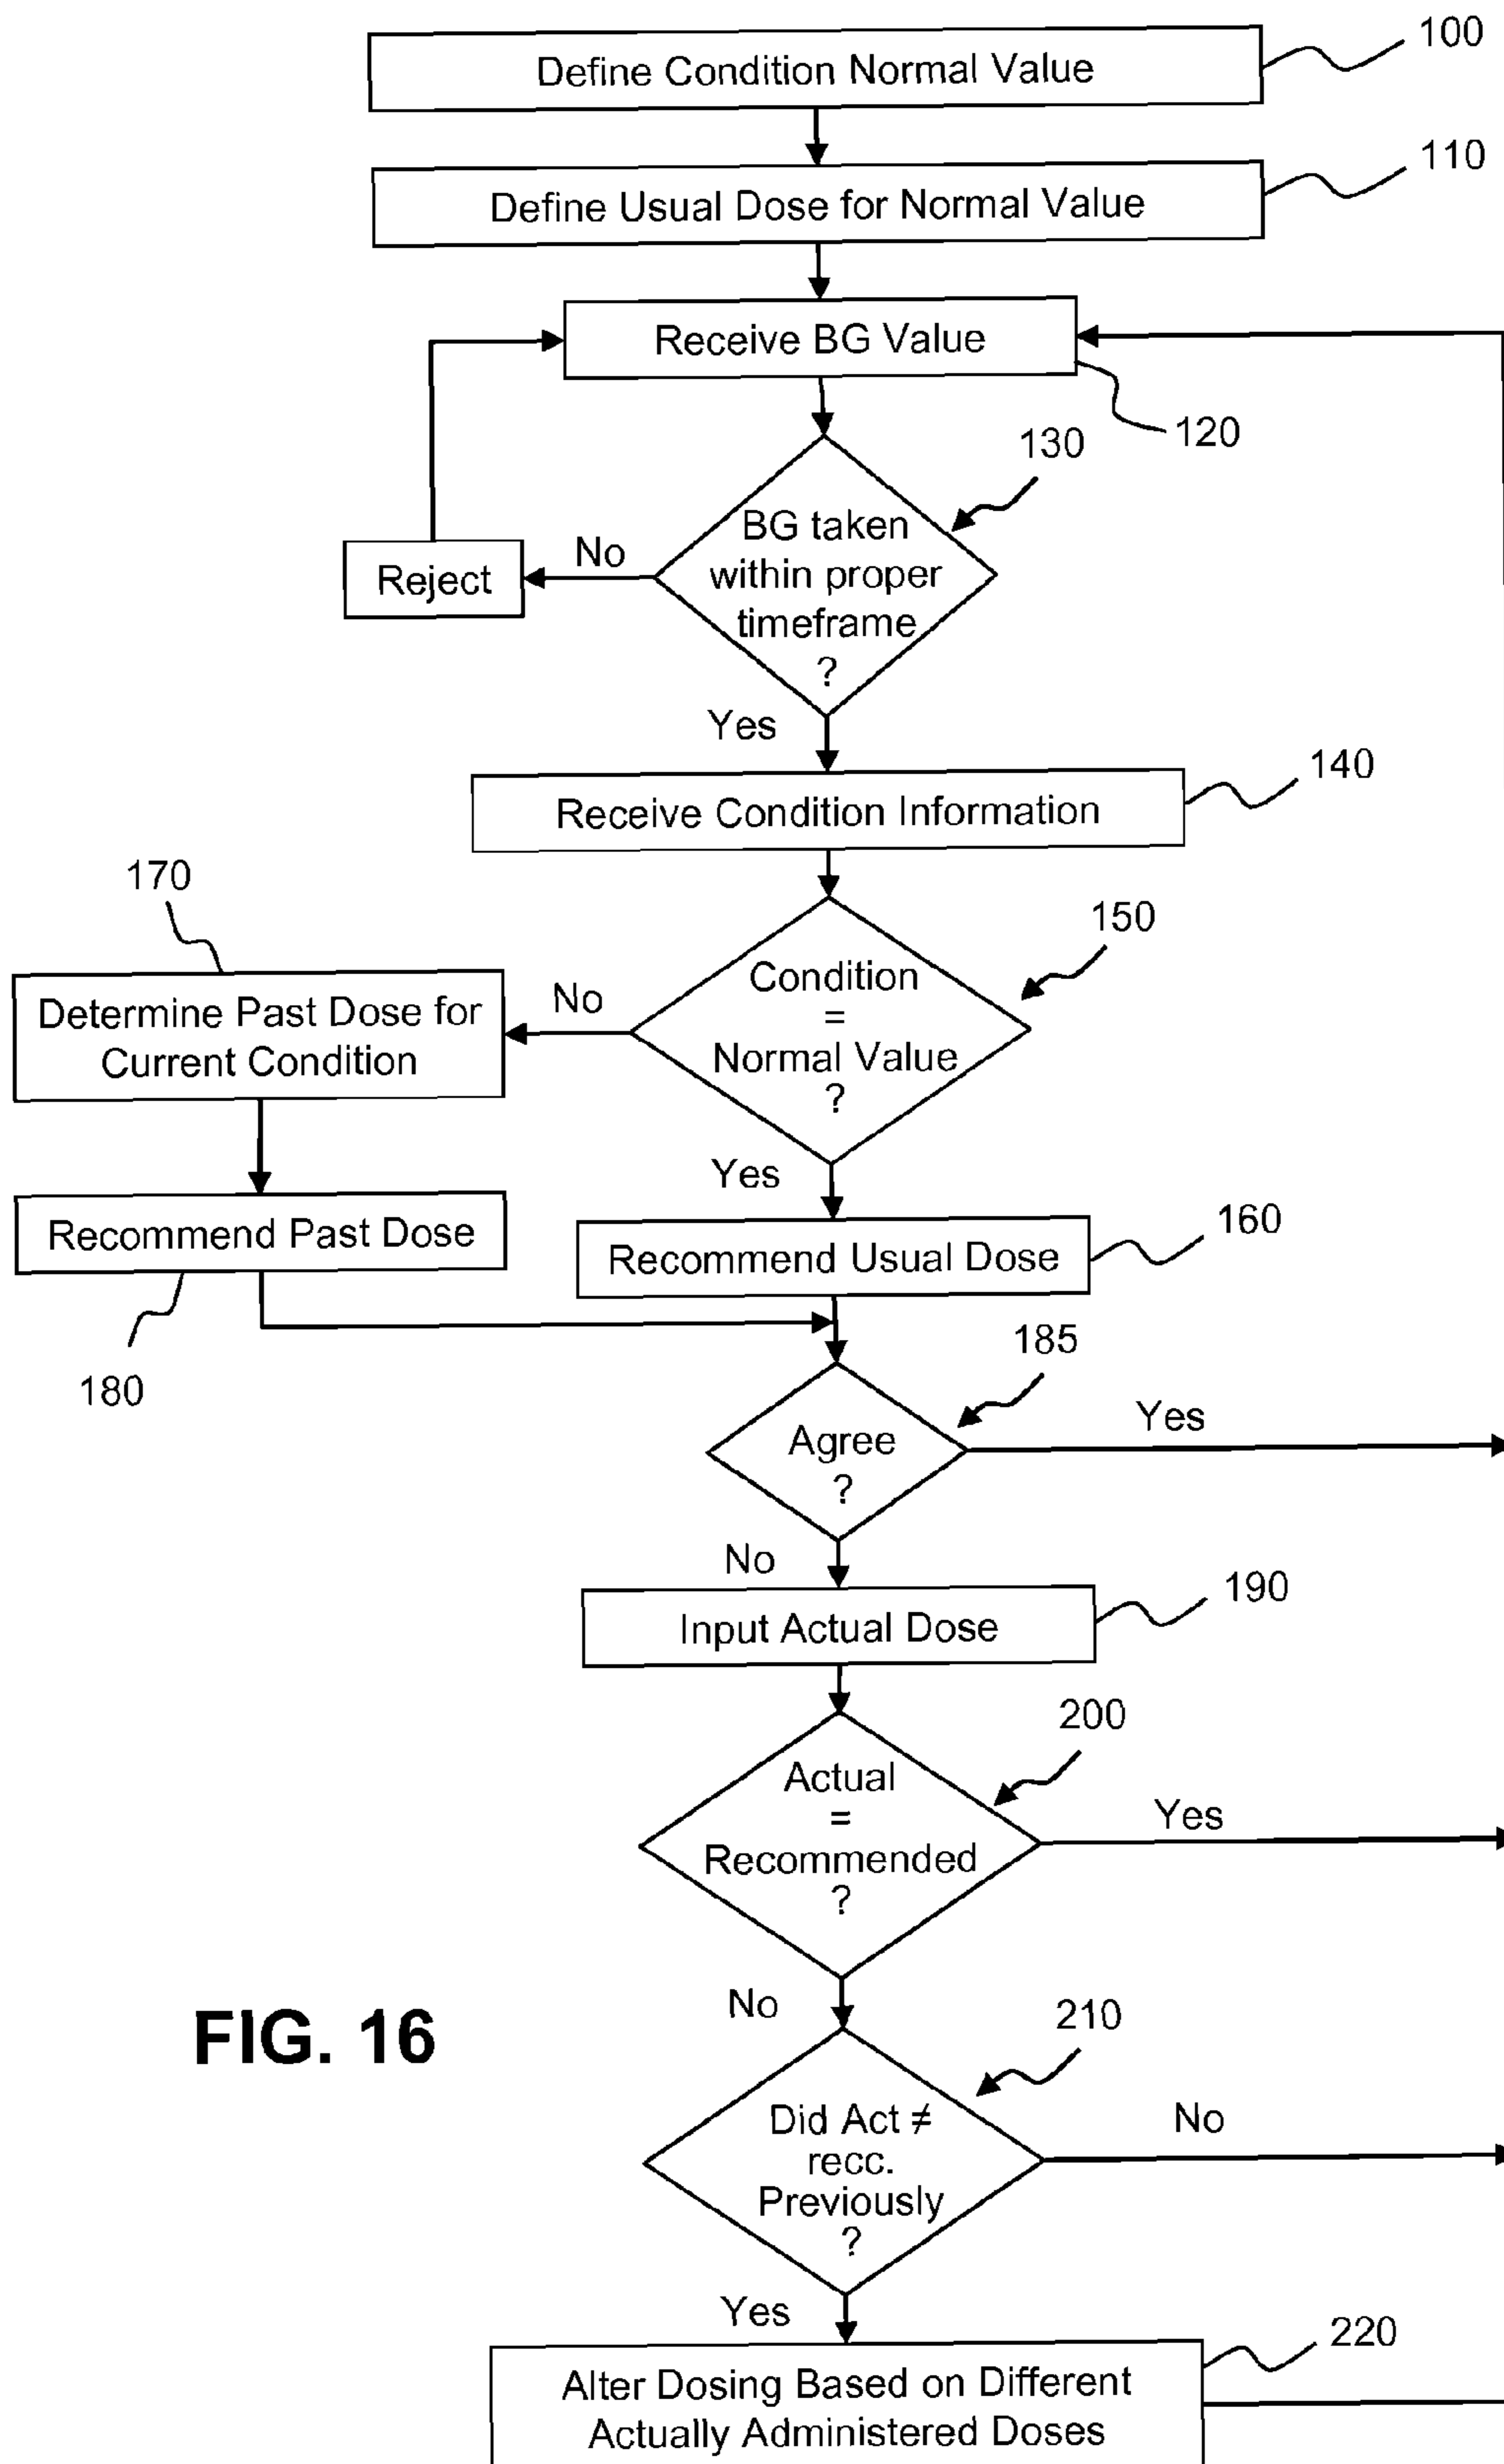 Define Condition Normal Value
100
Define Usual Dose for Normal Value
110
Receive BG Value
120
130
BG taken
within proper
timeframe
?
No
Reject
Yes
Receive Condition Information
140
170
150
Condition
=
Normal Value
?
No
Determine Past Dose for
Current Condition
Yes
Recommend Past Dose
180
Recommend Usual Dose
160
185
Agree
?
Yes
No
Input Actual Dose
190
200
Actual
=
Recommended
?
Yes
No
FIG. 16
210
Did Act ≠
recc.
Previously
?
No
Yes
Alter Dosing Based on Different
Actually Administered Doses
220